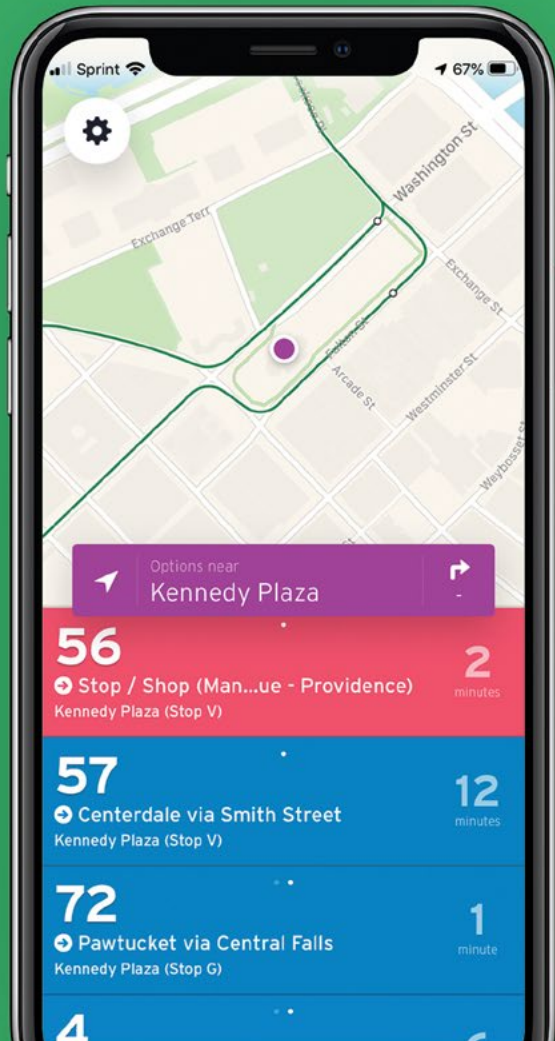 Sprint
67%
Washington St
Exchange Terr
Exchange St
Fulton St
Arcade St
Westminster St
Weybosset St
Options near
Kennedy Plaza
-
56
Stop / Shop (Man...ue - Providence)
Kennedy Plaza (Stop V)
2
minutes
57
Centerdale via Smith Street
Kennedy Plaza (Stop V)
12
minutes
72
Pawtucket via Central Falls
Kennedy Plaza (Stop G)
1
minute
4